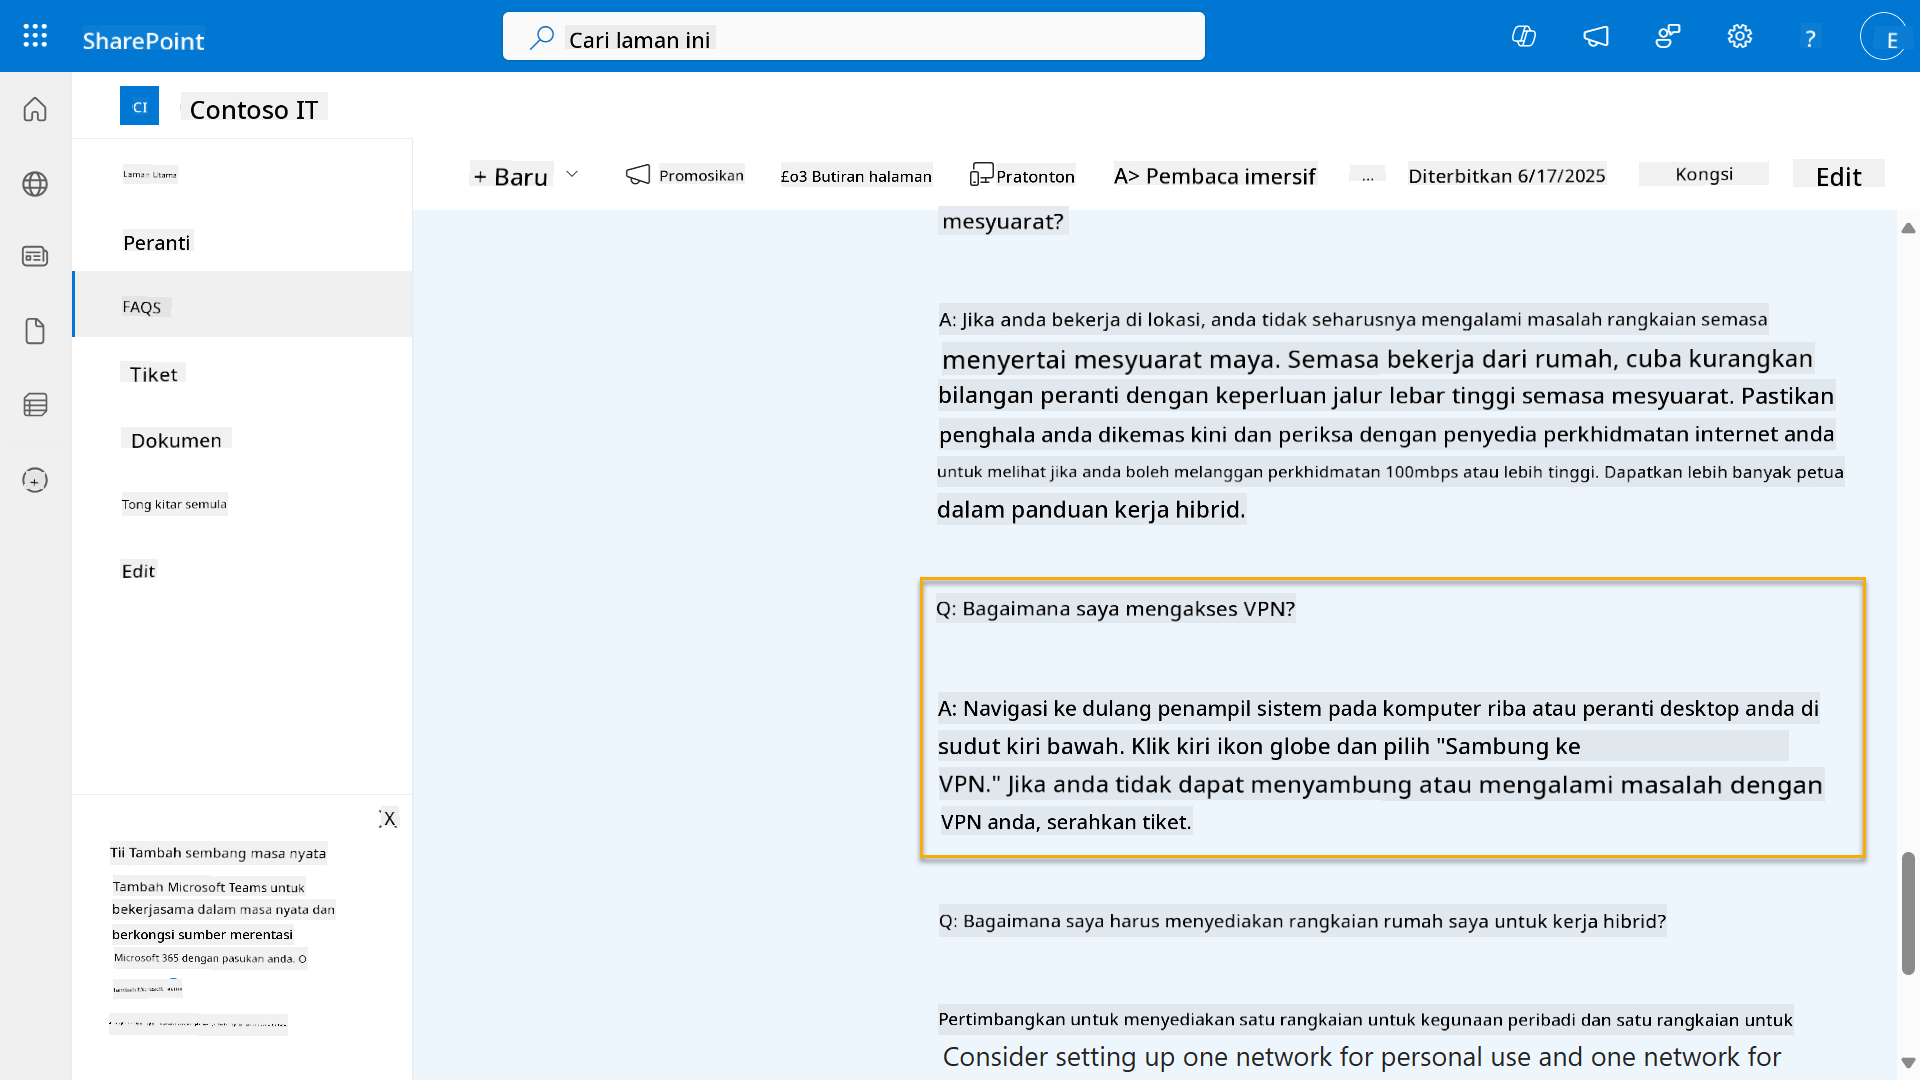 SharePoint
Cari laman ini
?
E
CI
Contoso IT
Laman Utama
Peranti
FAQS
Tiket
Dokumen
Tong kitar semula
Edit
+ Baru
Promosikan
£o3 Butiran halaman
Pratonton
A> Pembaca imersif
...
Diterbitkan 6/17/2025
Kongsi
Edit
mesyuarat?
A: Jika anda bekerja di lokasi, anda tidak seharusnya mengalami masalah rangkaian semasa
menyertai mesyuarat maya. Semasa bekerja dari rumah, cuba kurangkan
bilangan peranti dengan keperluan jalur lebar tinggi semasa mesyuarat. Pastikan
penghala anda dikemas kini dan periksa dengan penyedia perkhidmatan internet anda
untuk melihat jika anda boleh melanggan perkhidmatan 100mbps atau lebih tinggi. Dapatkan lebih banyak petua
dalam panduan kerja hibrid.
Q: Bagaimana saya mengakses VPN?
A: Navigasi ke dulang penampil sistem pada komputer riba atau peranti desktop anda di
sudut kiri bawah. Klik kiri ikon globe dan pilih "Sambung ke
VPN." Jika anda tidak dapat menyambung atau mengalami masalah dengan
VPN anda, serahkan tiket.
Q: Bagaimana saya harus menyediakan rangkaian rumah saya untuk kerja hibrid?
Pertimbangkan untuk menyediakan satu rangkaian untuk kegunaan peribadi dan satu rangkaian untuk
Consider setting up one network for personal use and one network for
X
Tii Tambah sembang masa nyata
Tambah Microsoft Teams untuk
bekerjasama dalam masa nyata dan
berkongsi sumber merentasi
Microsoft 365 dengan pasukan anda. O